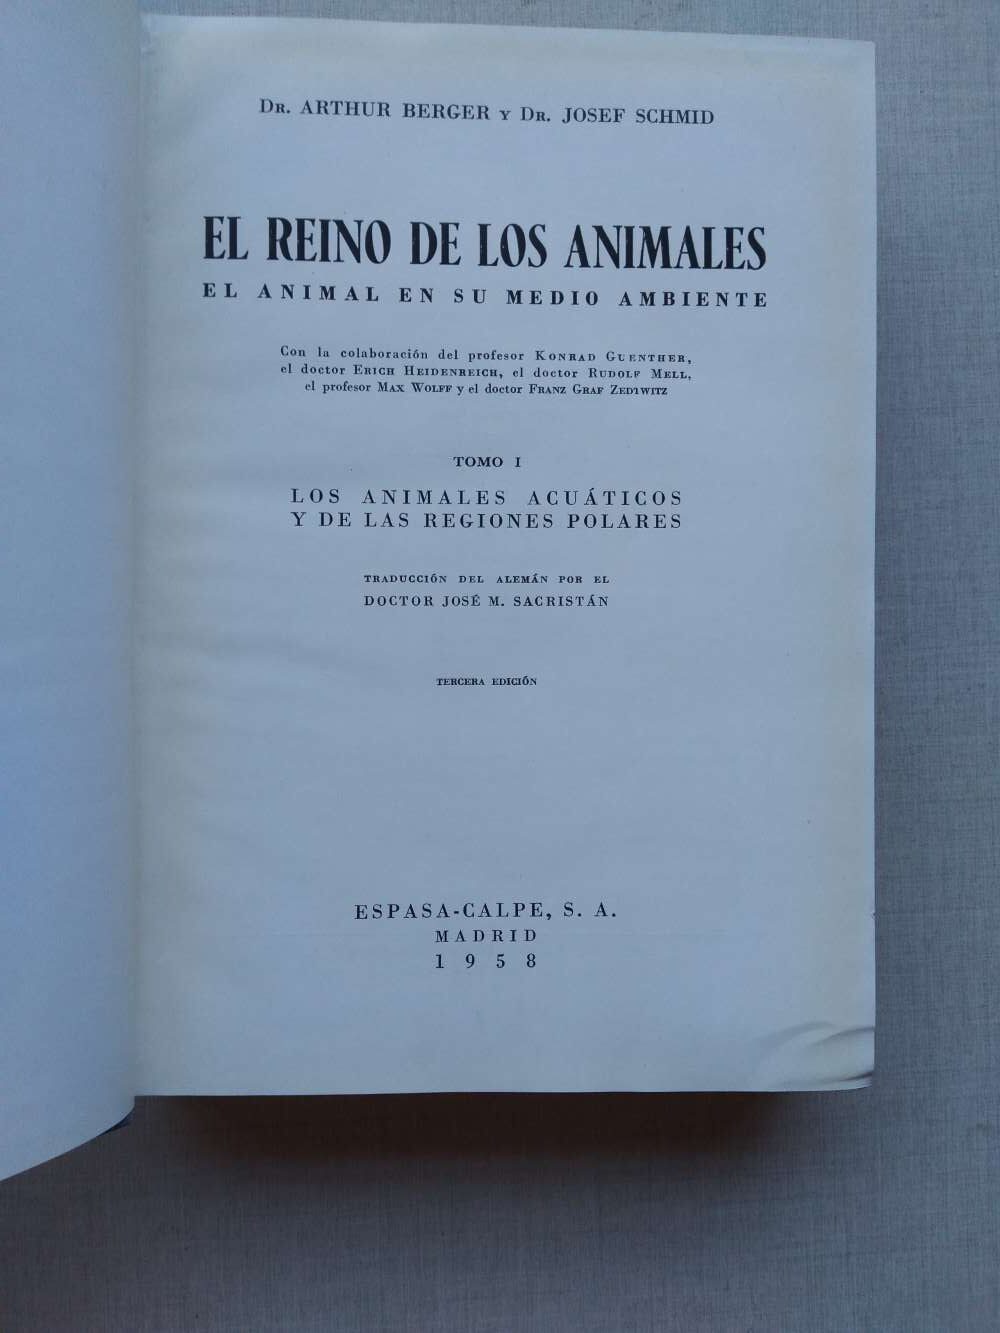 Dr. ARTHUR BERGER Y Dr. JOSEF SCHMID
EL REINO DE LOS ANIMALES
EL ANIMAL EN SU MEDIO AMBIENTE
Con la colaboración del profesor Konrad Guenther,
el doctor Erich Heidenreich, el doctor Rudolf Mell,
el profesor Max Wolff y el doctor Franz Graf Zedtwitz
TOMO I
LOS ANIMALES ACUÁTICOS
Y DE LAS REGIONES POLARES
TRADUCCIÓN DEL ALEMÁN POR EL
DOCTOR JOSÉ M. SACRISTÁN
TERCERA EDICIÓN
ESPASA-CALPE, S. A.
MADRID
1958